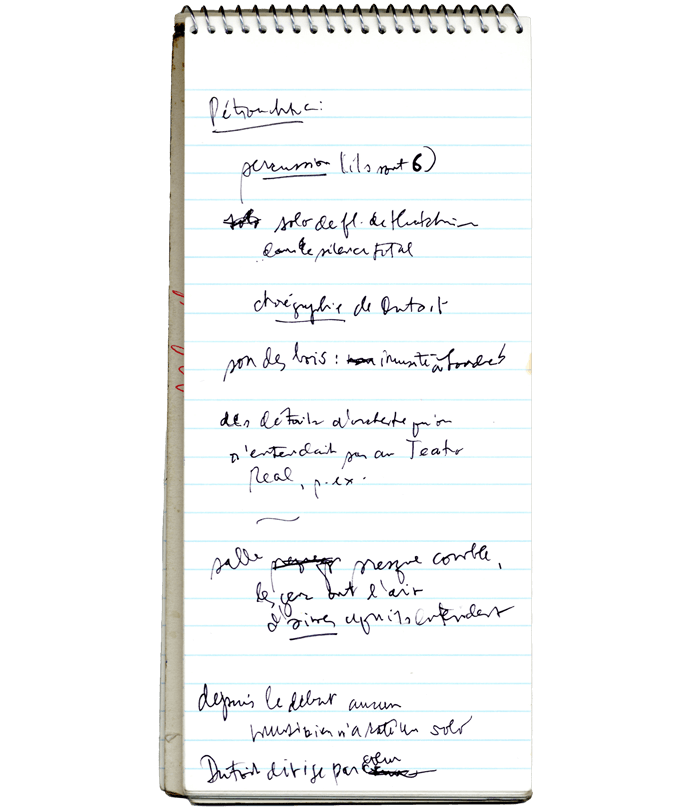 Pétrouchka :
percussion (ils sont 6)
solo solo de fl. de Hutchins
dans le silence total
chorégraphie de Dutoit
son des bois : inusité à Londres
des détails d'orchestre qu'on
n'entendait pas au Teatro
Real, p. ex.
salle presque comble,
les gens ont l'air
d'aimer ce qu'ils entendent
depuis le début aucun
musicien n'a raté un solo
Dutoit dirige par cœur